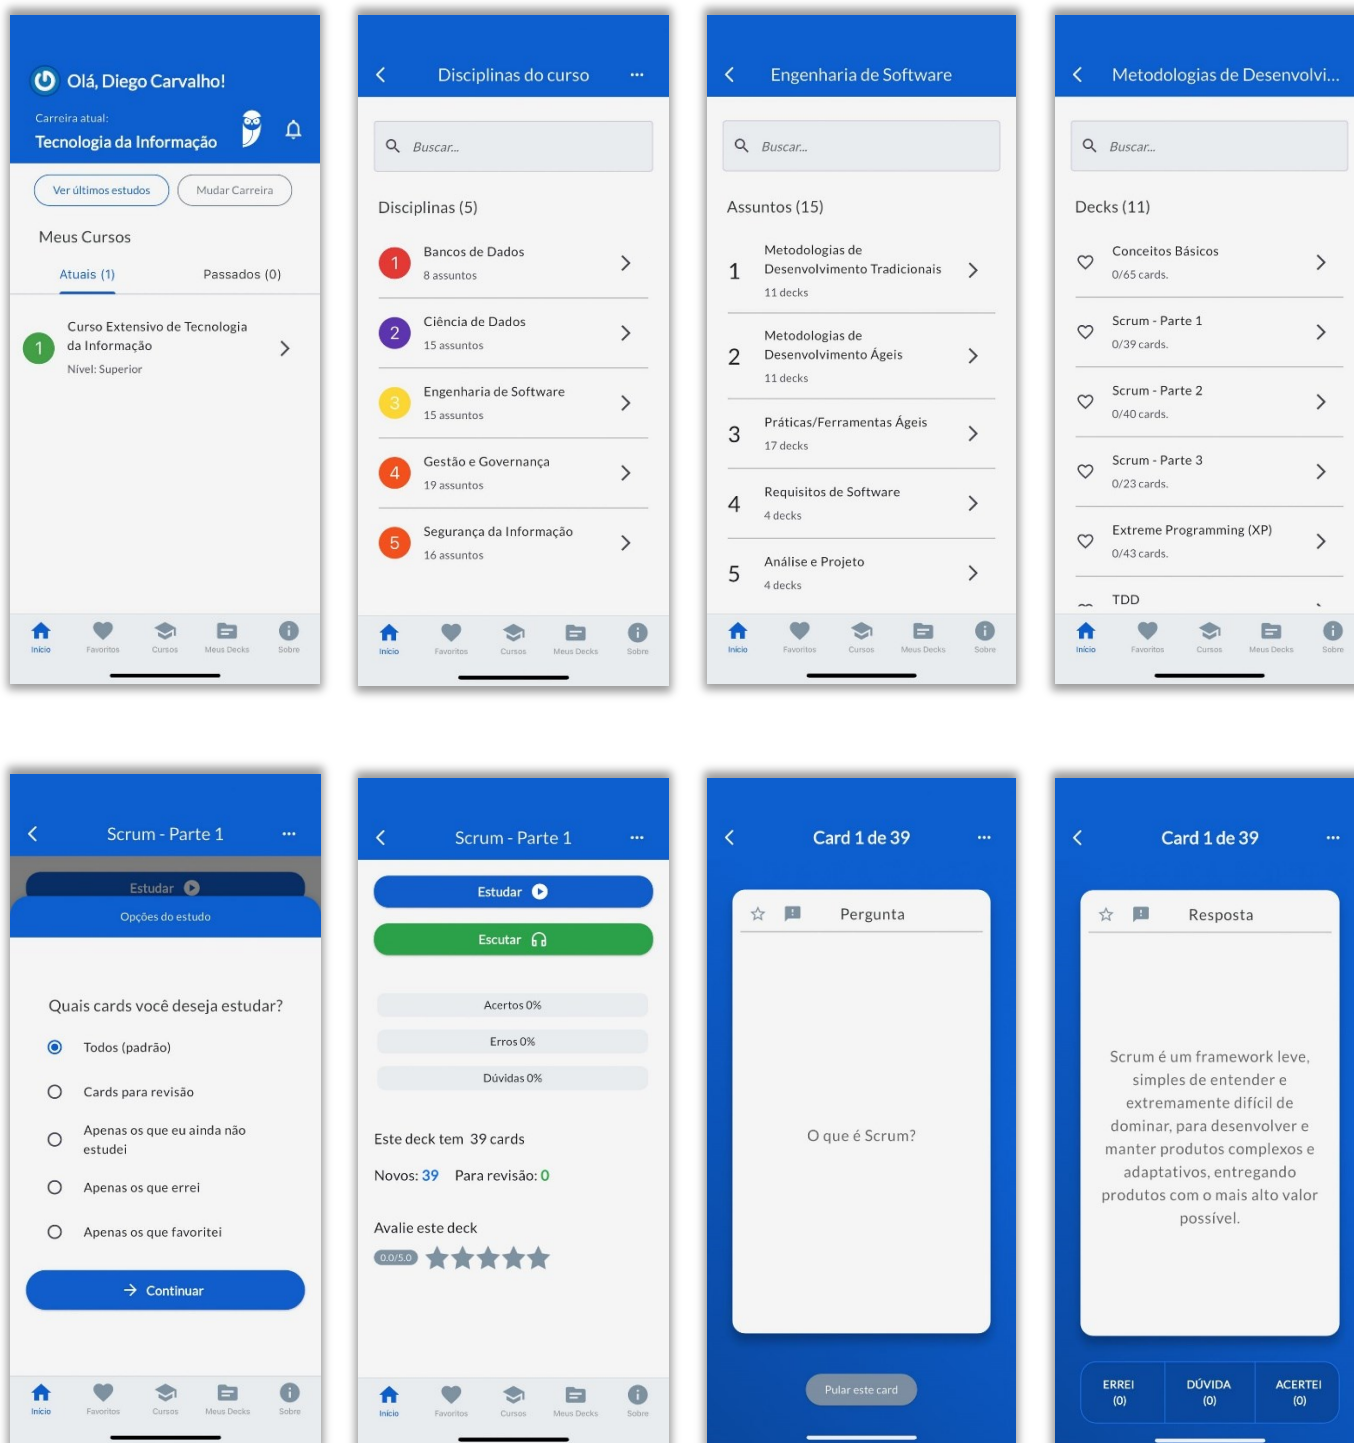 Olá, Diego Carvalho!
Carreira atual:
Tecnologia da Informação
Ver últimos estudos
Mudar Carreira
Meus Cursos
Atuais (1)
Passados (0)
1
Curso Extensivo de Tecnologia
da Informação
Nível: Superior
Início
Favoritos
Cursos
Meus Decks
Sobre
Disciplinas do curso
Buscar...
Disciplinas (5)
1
Bancos de Dados
8 assuntos
2
Ciência de Dados
15 assuntos
3
Engenharia de Software
15 assuntos
4
Gestão e Governança
19 assuntos
5
Segurança da Informação
16 assuntos
Início
Favoritos
Cursos
Meus Decks
Sobre
Engenharia de Software
Buscar...
Assuntos (15)
1
Metodologias de
Desenvolvimento Tradicionais
11 decks
2
Metodologias de
Desenvolvimento Ágeis
11 decks
3
Práticas/Ferramentas Ágeis
17 decks
4
Requisitos de Software
4 decks
5
Análise e Projeto
4 decks
Início
Favoritos
Cursos
Meus Decks
Sobre
Metodologias de Desenvolvi...
Buscar...
Decks (11)
Conceitos Básicos
0/65 cards.
Scrum - Parte 1
0/39 cards.
Scrum - Parte 2
0/40 cards.
Scrum - Parte 3
0/23 cards.
Extreme Programming (XP)
0/43 cards.
TDD
Início
Favoritos
Cursos
Meus Decks
Sobre
Scrum - Parte 1
Estudar
Opções do estudo
Quais cards você deseja estudar?
Todos (padrão)
Cards para revisão
Apenas os que eu ainda não
estudei
Apenas os que errei
Apenas os que favoritei
Continuar
Início
Favoritos
Cursos
Meus Decks
Sobre
Scrum - Parte 1
Estudar
Escutar
Acertos 0%
Erros 0%
Dúvidas 0%
Este deck tem 39 cards
Novos: 39 Para revisão: 0
Avalie este deck
0.0/5.0
Início
Favoritos
Cursos
Meus Decks
Sobre
Card 1 de 39
Pergunta
O que é Scrum?
Pular este card
Card 1 de 39
Resposta
Scrum é um framework leve,
simples de entender e
extremamente difícil de
dominar, para desenvolver e
manter produtos complexos e
adaptativos, entregando
produtos com o mais alto valor
possível.
ERREI
(0)
DÚVIDA
(0)
ACERTEI
(0)